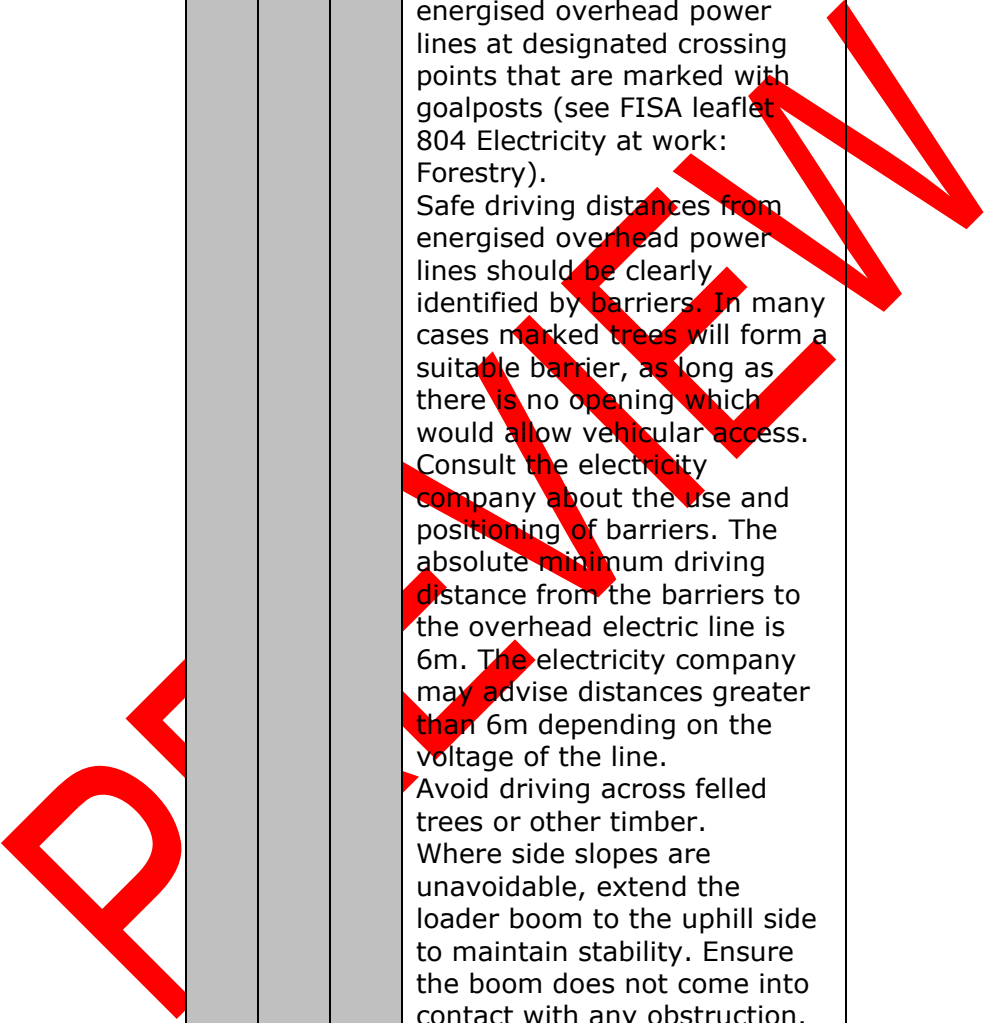 energised overhead power
lines at designated crossing
points that are marked with
goalposts (see FISA leaflet
804 Electricity at work:
Forestry).
Safe driving distances from
energised overhead power
lines should be clearly
identified by barriers. In many
cases marked trees will form a
suitable barrier, as long as
there is no opening which
would allow vehicular access.
Consult the electricity
company about the use and
positioning of barriers. The
absolute minimum driving
distance from the barriers to
the overhead electric line is
6m. The electricity company
may advise distances greater
than 6m depending on the
voltage of the line.
Avoid driving across felled
trees or other timber.
Where side slopes are
unavoidable, extend the
loader boom to the uphill side
to maintain stability. Ensure
the boom does not come into
contact with any obstruction.
PREVIEW